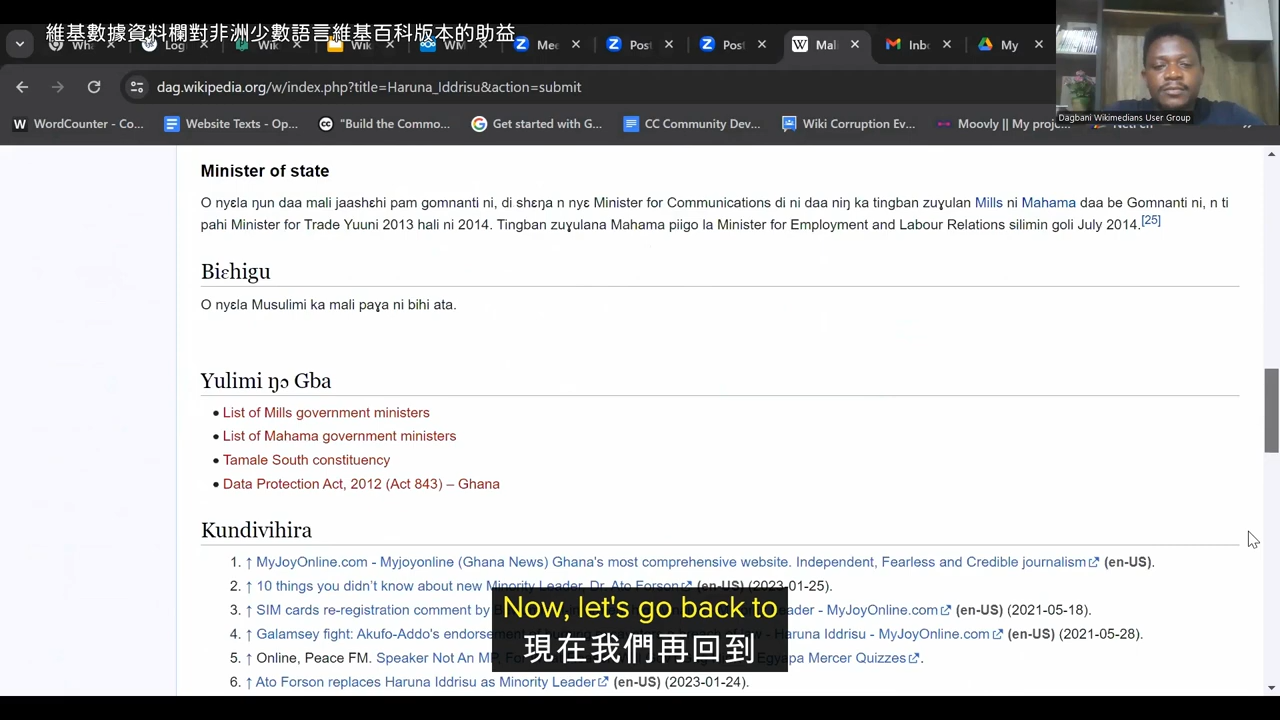 維基數據資料欄對非洲少數語言維基百科版本的助益
Wha
Log
Wik
Wik
WM
Mee
Post
Post
Mal
Inb
My
dag.wikipedia.org/w/index.php?title=Haruna_Iddrisu&action=submit
WordCounter - Co...
Website Texts - Op...
"Build the Commo...
Get started with G...
CC Community Dev...
Wiki Corruption Ev...
Moovly || My proje...
Dagbani Wikimedians User Group
Minister of state
O nyɛla ŋun daa mali jaashɛhi pam gomnanti ni, di shɛŋa n nyɛ Minister for Communications di ni daa niŋ ka tingban zuɣulan Mills ni Mahama daa be Gomnanti ni, n ti
pahi Minister for Trade Yuuni 2013 hali ni 2014. Tingban zuɣulana Mahama piigo la Minister for Employment and Labour Relations silimin goli July 2014.[25]
Biɛhigu
O nyɛla Musulimi ka mali paɣa ni bihi ata.
Yulimi ŋɔ Gba
• List of Mills government ministers
• List of Mahama government ministers
• Tamale South constituency
• Data Protection Act, 2012 (Act 843) – Ghana
Kundivihira
1. ↑ MyJoyOnline.com - Myjoyonline (Ghana News) Ghana's most comprehensive website. Independent, Fearless and Credible journalism (en-US).
2. ↑ 10 things you didn't know about new Minority Leader, Dr. Ato Forson (en-US) (2023-01-25).
3. ↑ SIM cards re-registration comment by - MyJoyOnline.com (en-US) (2021-05-18).
4. ↑ Galamsey fight: Akufo-Addo's - Haruna Iddrisu - MyJoyOnline.com (en-US) (2021-05-28).
5. ↑ Online, Peace FM. Speaker Not An MP, Egyapa Mercer Quizzes.
6. ↑ Ato Forson replaces Haruna Iddrisu as Minority Leader (en-US) (2023-01-24).
Now, let's go back to
現在我們再回到